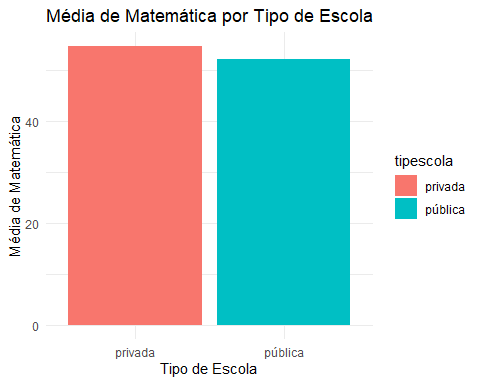 Média de Matemática por Tipo de Escola
Média de Matemática
40
20
0
privada
pública
Tipo de Escola
tipescola
privada
pública